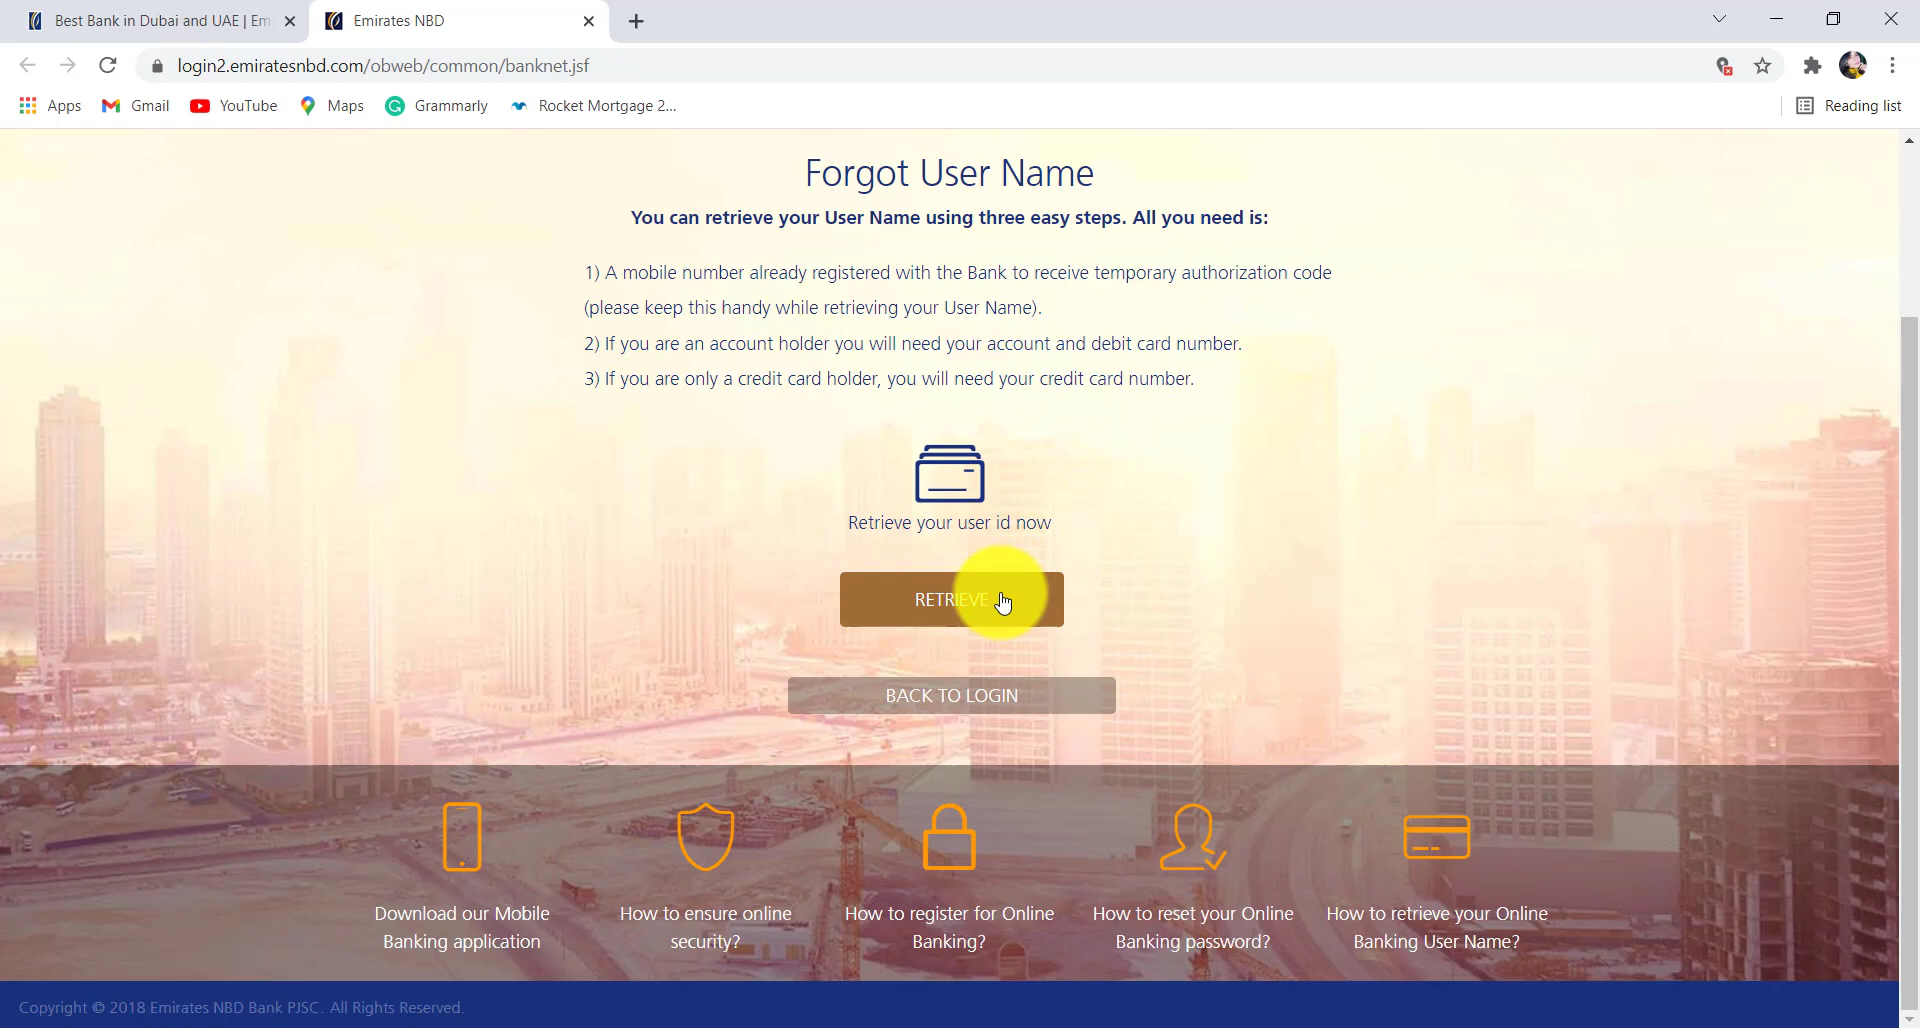 Best Bank in Dubai and UAE | Em
Emirates NBD
login2.emiratesnbd.com/obweb/common/banknet.jsf
Apps
Gmail
YouTube
Maps
Grammarly
Rocket Mortgage 2...
Reading list
Forgot User Name
You can retrieve your User Name using three easy steps. All you need is:
1) A mobile number already registered with the Bank to receive temporary authorization code
(please keep this handy while retrieving your User Name).
2) If you are an account holder you will need your account and debit card number.
3) If you are only a credit card holder, you will need your credit card number.
Retrieve your user id now
RETRIEVE
BACK TO LOGIN
Download our Mobile
Banking application
How to ensure online
security?
How to register for Online
Banking?
How to reset your Online
Banking password?
How to retrieve your Online
Banking User Name?
Copyright © 2018 Emirates NBD Bank PJSC. All Rights Reserved.